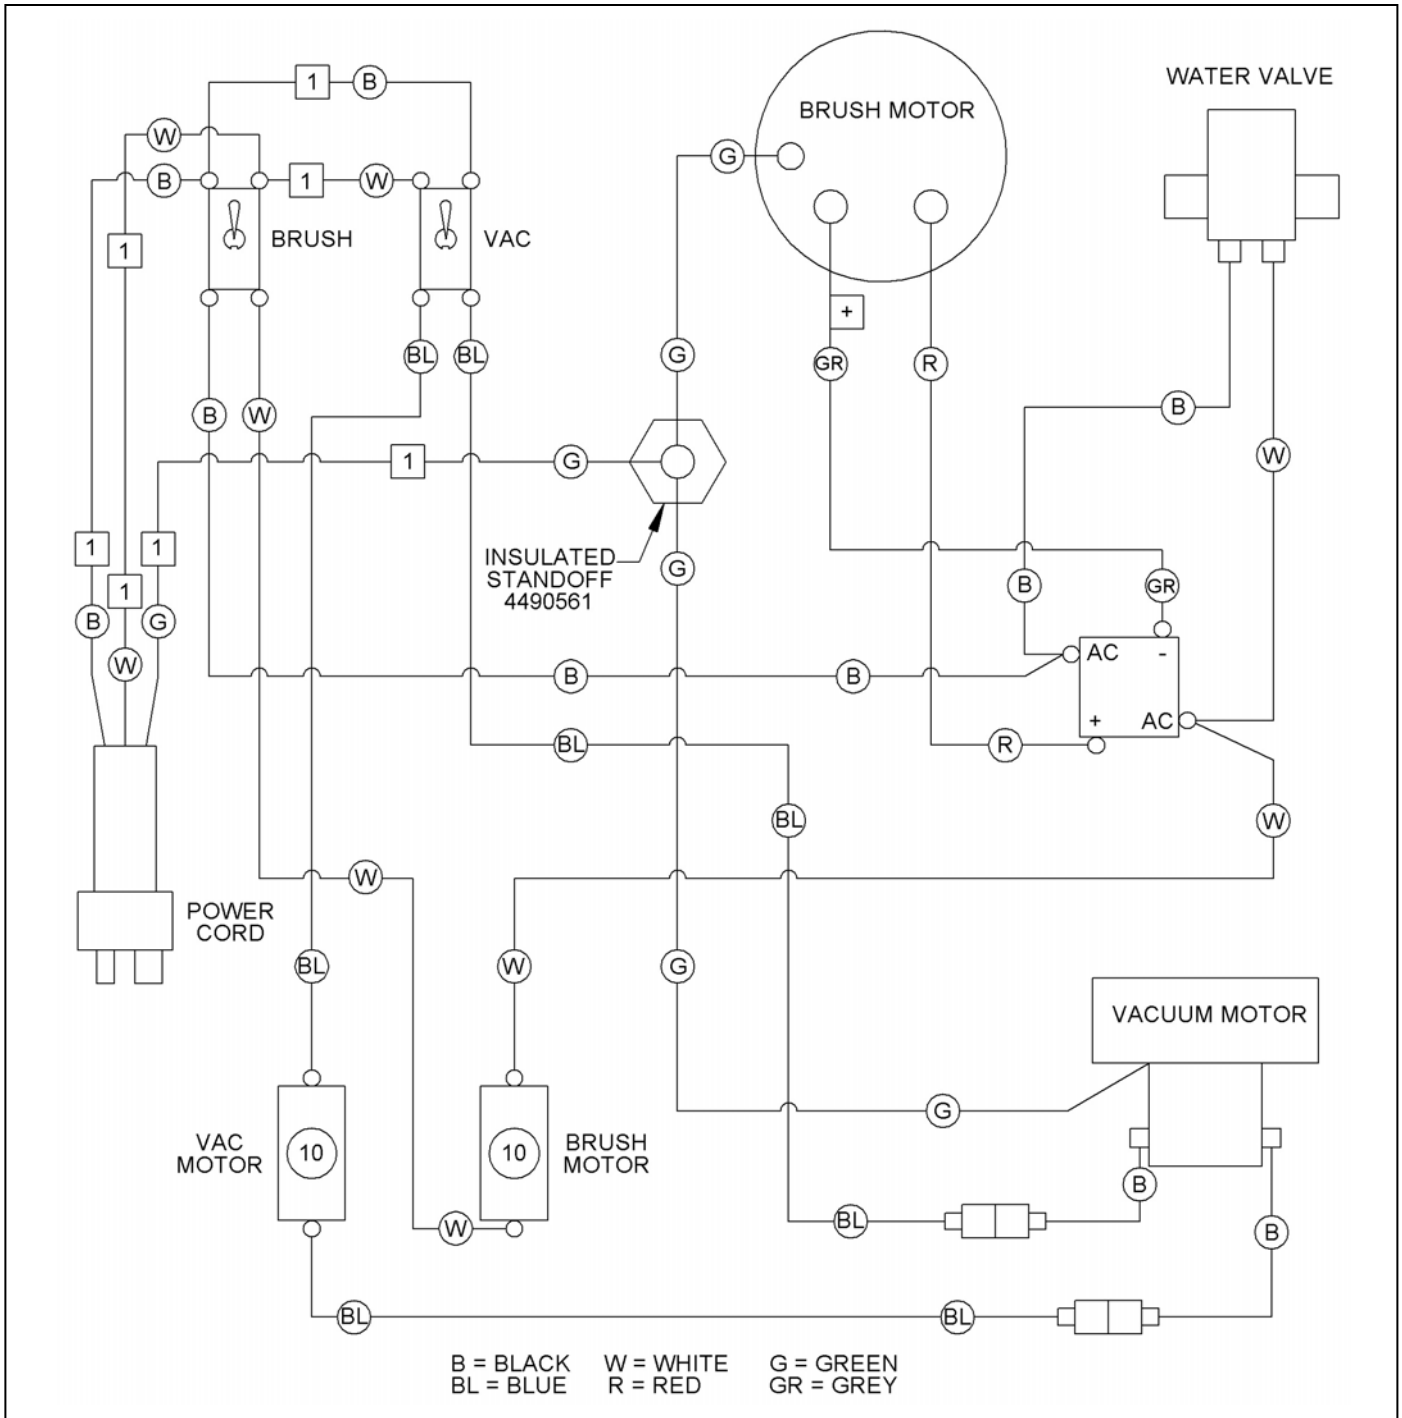 1 B
WATER VALVE
BRUSH MOTOR
W
G
B
1 W
1
BRUSH
VAC
+
BL BL
G
GR
R
B
B W
W
1 G
1
1
INSULATED
STANDOFF
4490561
G
B
GR
1
B
G
W
B
B
AC -
+ AC
BL
R
BL
W
W
POWER
CORD
BL
W
G
VACUUM MOTOR
G
VAC
MOTOR
10
10
BRUSH
MOTOR
B
BL
W
B
BL
BL
B = BLACK W = WHITE G = GREEN
BL = BLUE R = RED GR = GREY